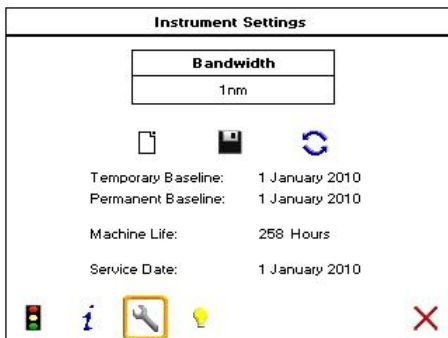 Instrument Settings
Bandwidth
1nm
Temporary Baseline: 1 January 2010
Permanent Baseline: 1 January 2010
Machine Life: 258 Hours
Service Date: 1 January 2010
i